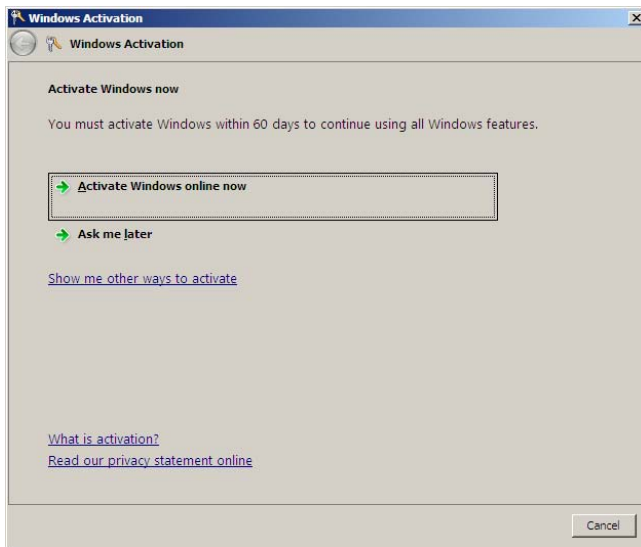 Windows Activation
Windows Activation
Activate Windows now
You must activate Windows within 60 days to continue using all Windows features.
Activate Windows online now
Ask me later
Show me other ways to activate
What is activation?
Read our privacy statement online
Cancel